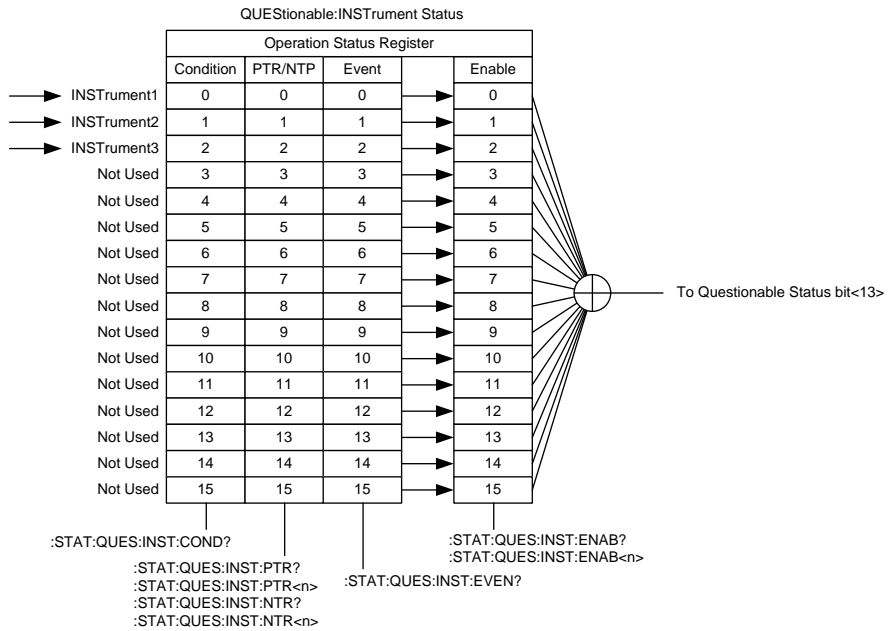 QUEStionable:INSTrument Status
Operation Status Register
Condition PTR/NTP Event Enable
INSTrument1 0 0 0 0
INSTrument2 1 1 1 1
INSTrument3 2 2 2 2
Not Used 3 3 3 3
Not Used 4 4 4 4
Not Used 5 5 5 5
Not Used 6 6 6 6
Not Used 7 7 7 7
To Questionable Status bit<13>
Not Used 8 8 8 8
Not Used 9 9 9 9
Not Used 10 10 10 10
Not Used 11 11 11 11
Not Used 12 12 12 12
Not Used 13 13 13 13
Not Used 14 14 14 14
Not Used 15 15 15 15
:STAT:QUES:INST:COND?
:STAT:QUES:INST:PTR?
:STAT:QUES:INST:PTR<n>
:STAT:QUES:INST:NTR?
:STAT:QUES:INST:NTR<n>
:STAT:QUES:INST:EVEN?
:STAT:QUES:INST:ENAB?
:STAT:QUES:INST:ENAB<n>